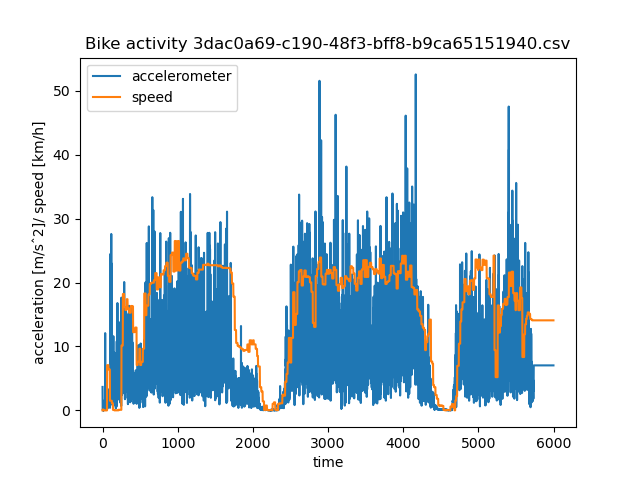 Bike activity 3dac0a69-c190-48f3-bff8-b9ca65151940.csv
accelerometer
speed
acceleration [m/s^2]/ speed [km/h]
50
40
30
20
10
0
0 1000 2000 3000 4000 5000 6000
time